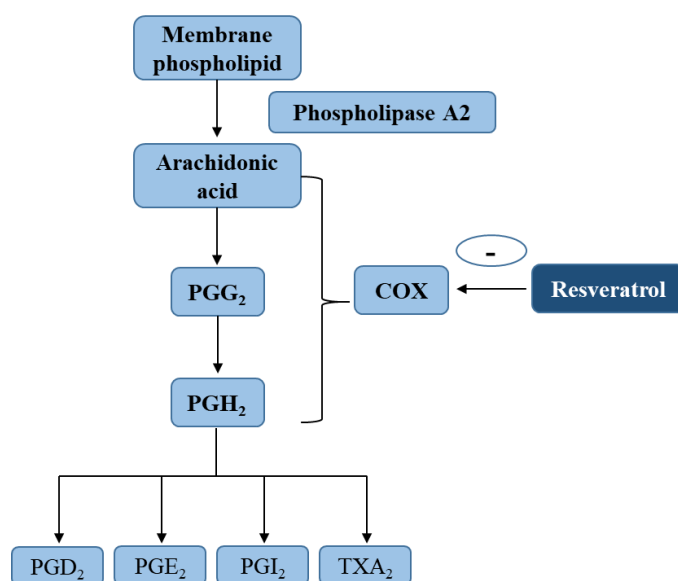 Membrane
phospholipid
Phospholipase A2
Arachidonic
acid
-
PGG₂
COX
Resveratrol
PGH₂
PGD₂
PGE₂
PGI₂
TXA₂